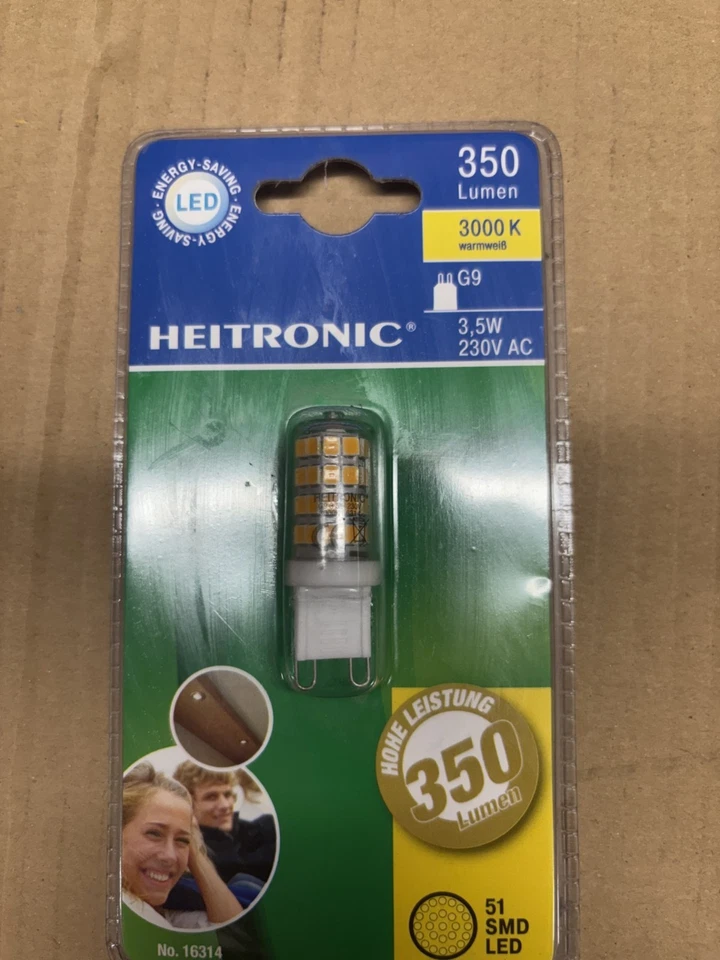 ENERGY-SAVING · ENERGY-SAVING ·
LED
350
Lumen
3000 K
warmweiß
G9
HEITRONIC®
3,5W
230V AC
HEITRONIC
HOHE LEISTUNG
350
Lumen
51
SMD
LED
No. 16314